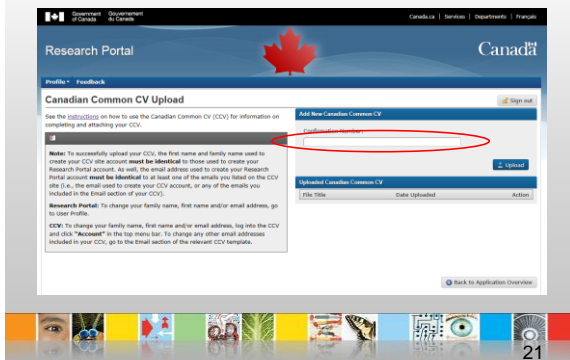 Government of Canada
Gouvernement du Canada
Canada.ca | Services | Departments | Français
Research Portal
Canada
Profile Feedback
Canadian Common CV Upload
Sign out
See the instructions on how to use the Canadian Common CV (CCV) for information on
completing and attaching your CCV.
Note: To successfully upload your CCV, the first name and family name used to
create your CCV site account must be identical to those used to create your
Research Portal account. As well, the email address used to create your Research
Portal account must be identical to at least one of the emails you listed on the CCV
site (i.e., the email used to create your CCV account, or any of the emails you
included in the Email section of your CCV).
Research Portal: To change your family name, first name and/or email address, go
to User Profile.
CCV: To change your family name, first name and/or email address, log into the CCV
and click "Account" in the top menu bar. To change any other email addresses
included in your CCV, go to the Email section of the relevant CCV template.
Add New Canadian Common CV
Confirmation Number:
Upload
Uploaded Canadian Common CV
File Title Date Uploaded Action
Back to Application Overview
21